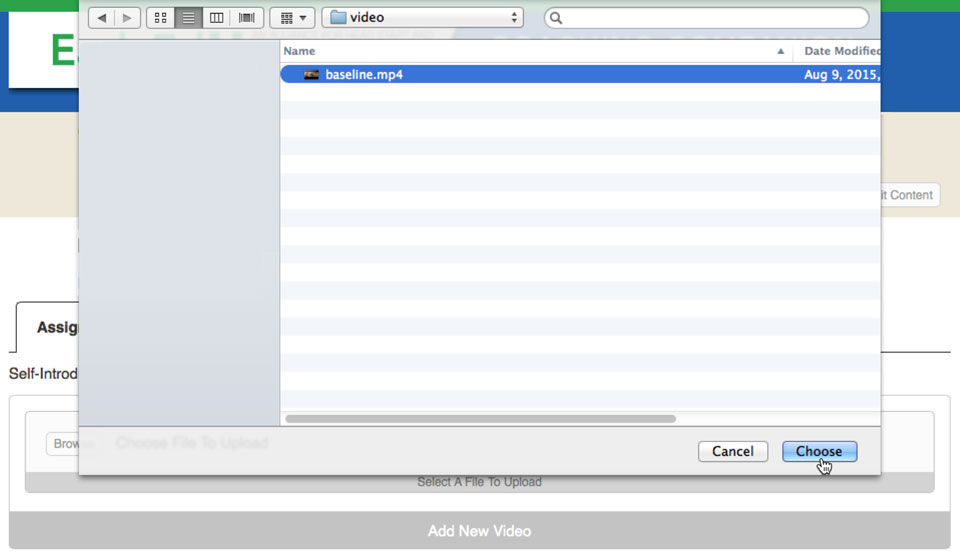 video
Name
Date Modified
baseline.mp4
Aug 9, 2015,
it Content
Assig
Self-Introd
Brow
Choose File To Upload
Cancel
Choose
Select A File To Upload
Add New Video